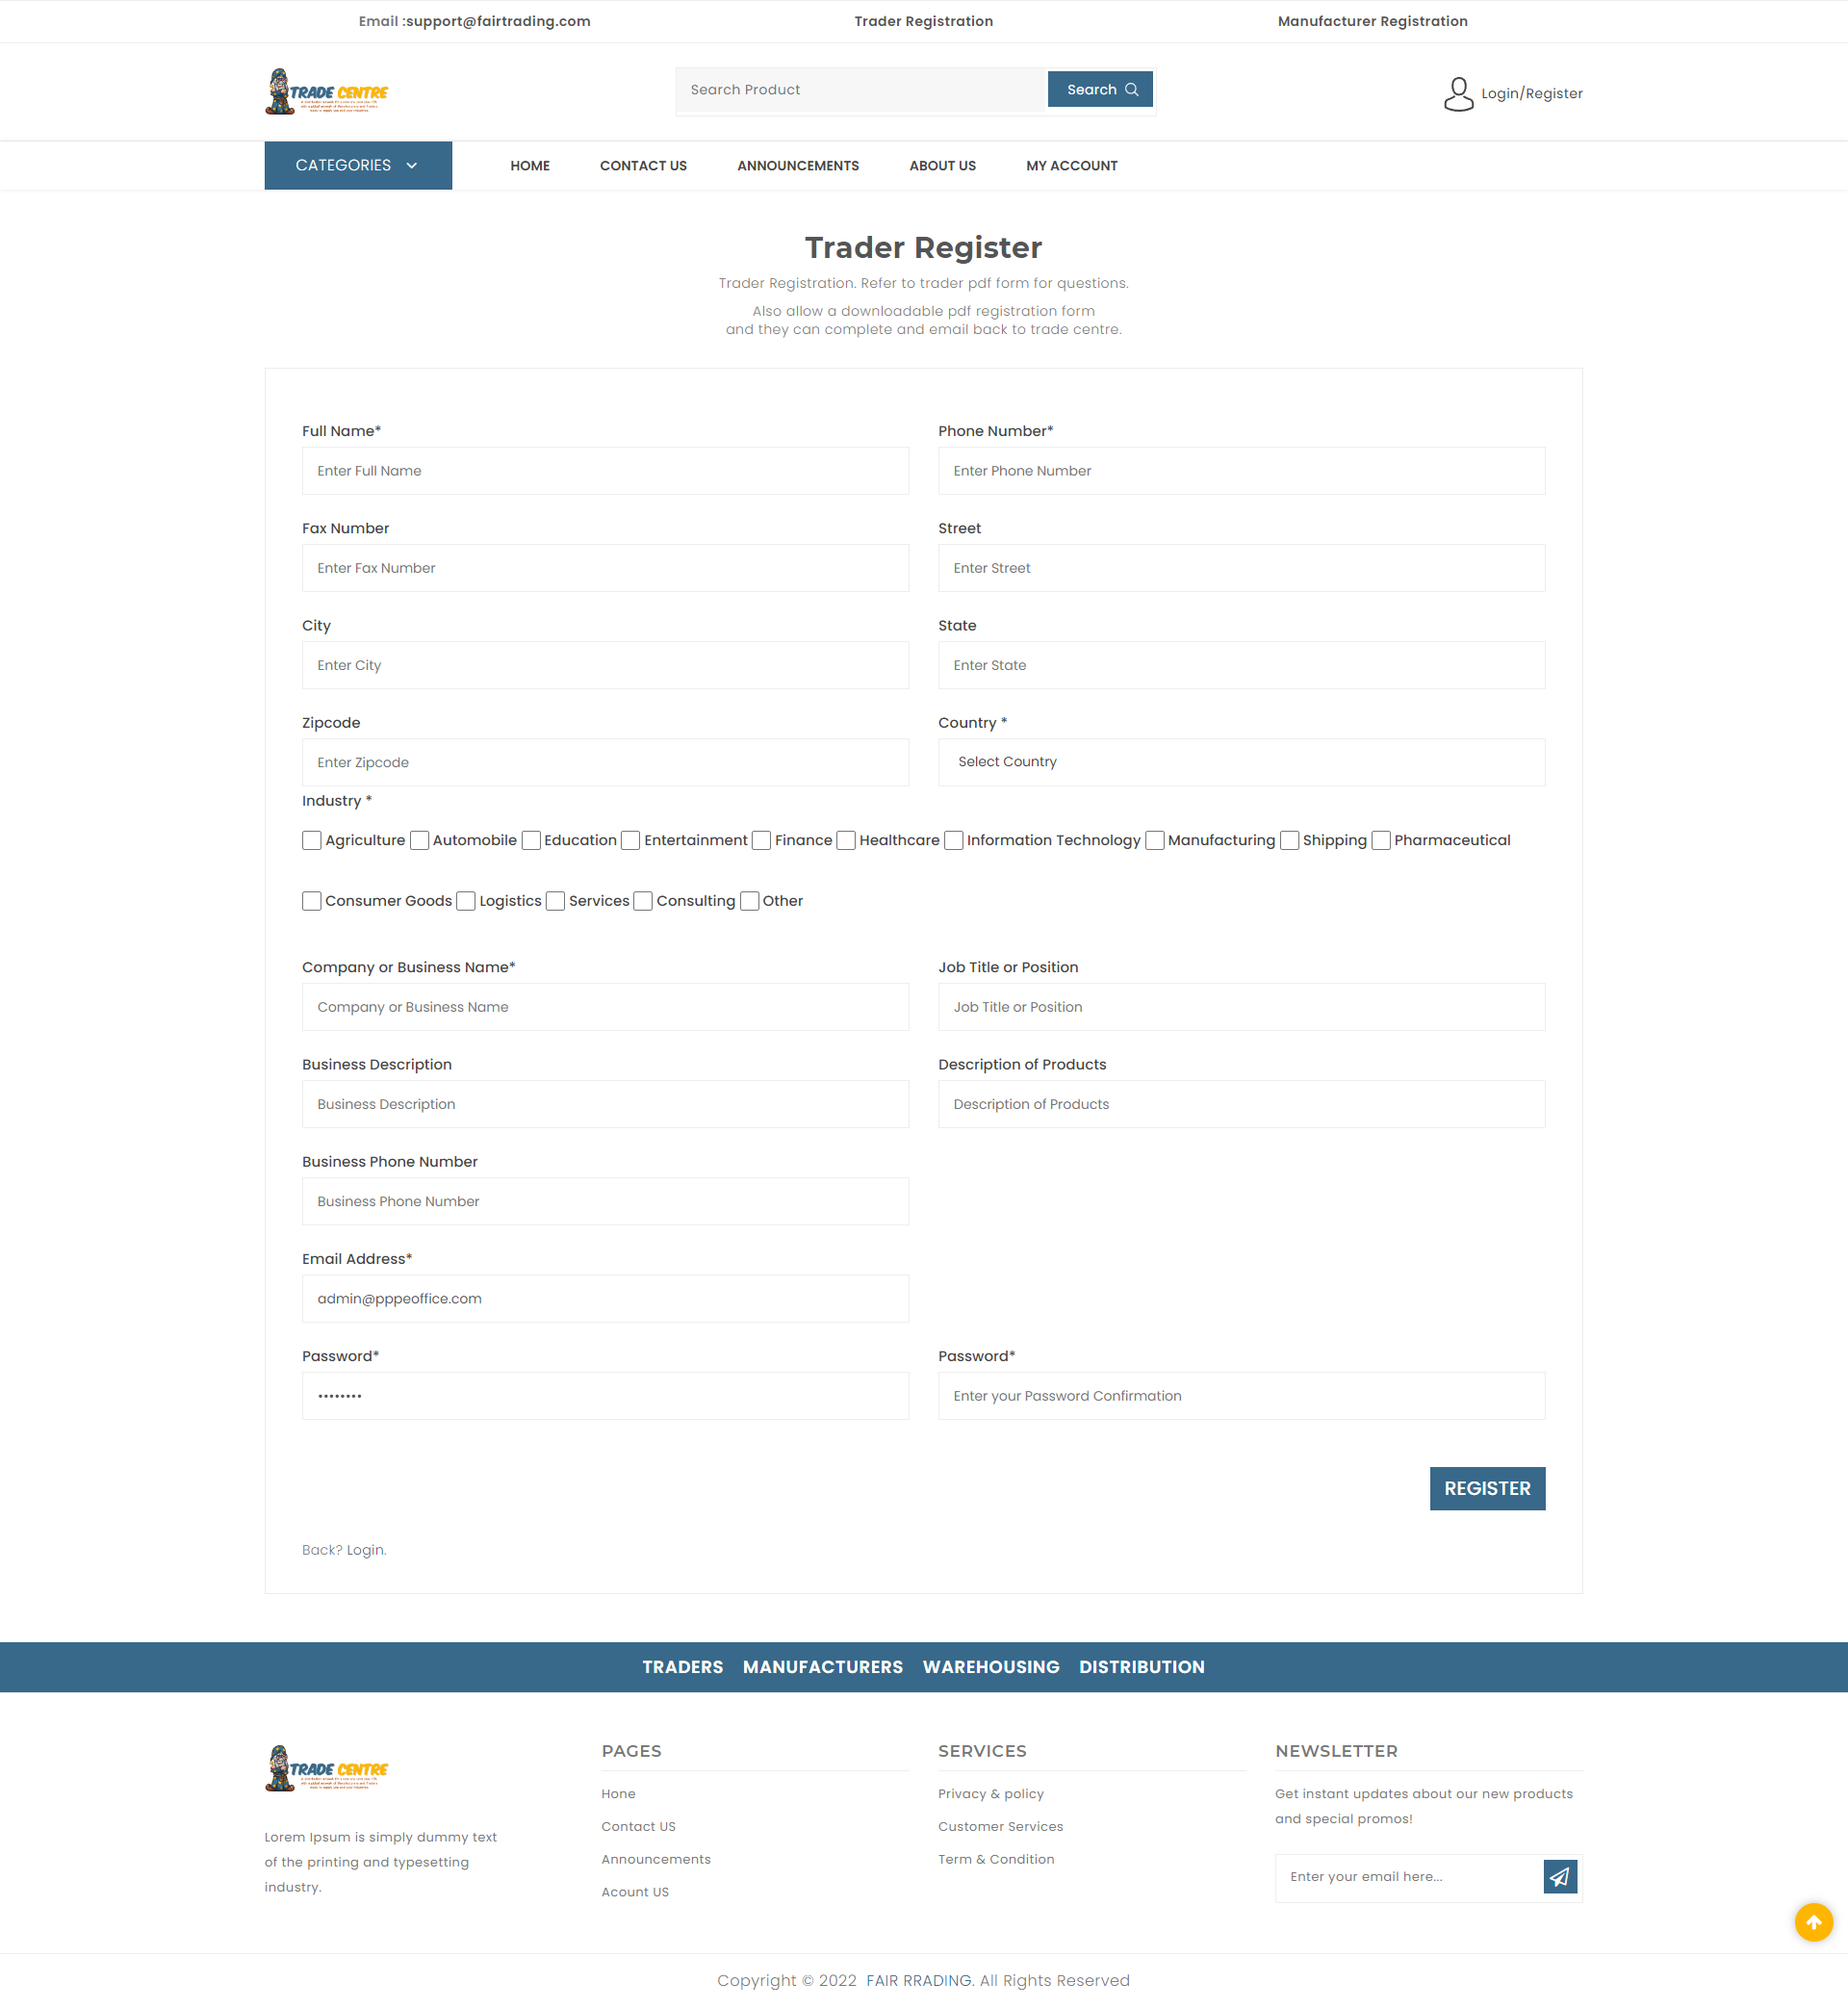 Email :support@fairtrading.com
Trader Registration
Manufacturer Registration
TRADE CENTRE
Search Product
Search
Login/Register
CATEGORIES
HOME
CONTACT US
ANNOUNCEMENTS
ABOUT US
MY ACCOUNT
Trader Register
Trader Registration. Refer to trader pdf form for questions.
Also allow a downloadable pdf registration form
and they can complete and email back to trade centre.
Full Name*
Phone Number*
Enter Full Name
Enter Phone Number
Fax Number
Street
Enter Fax Number
Enter Street
City
State
Enter City
Enter State
Zipcode
Country *
Enter Zipcode
Select Country
Industry *
Agriculture Automobile Education Entertainment Finance Healthcare Information Technology Manufacturing Shipping Pharmaceutical
Consumer Goods Logistics Services Consulting Other
Company or Business Name*
Job Title or Position
Company or Business Name
Job Title or Position
Business Description
Description of Products
Business Description
Description of Products
Business Phone Number
Business Phone Number
Email Address*
admin@pppeoffice.com
Password*
Password*
••••••••
Enter your Password Confirmation
REGISTER
Back? Login.
TRADERS MANUFACTURERS WAREHOUSING DISTRIBUTION
TRADE CENTRE
Lorem Ipsum is simply dummy text
of the printing and typesetting
industry.
PAGES
Hone
Contact US
Announcements
Acount US
SERVICES
Privacy & policy
Customer Services
Term & Condition
NEWSLETTER
Get instant updates about our new products
and special promos!
Enter your email here...
Copyright © 2022 FAIR RRADING. All Rights Reserved